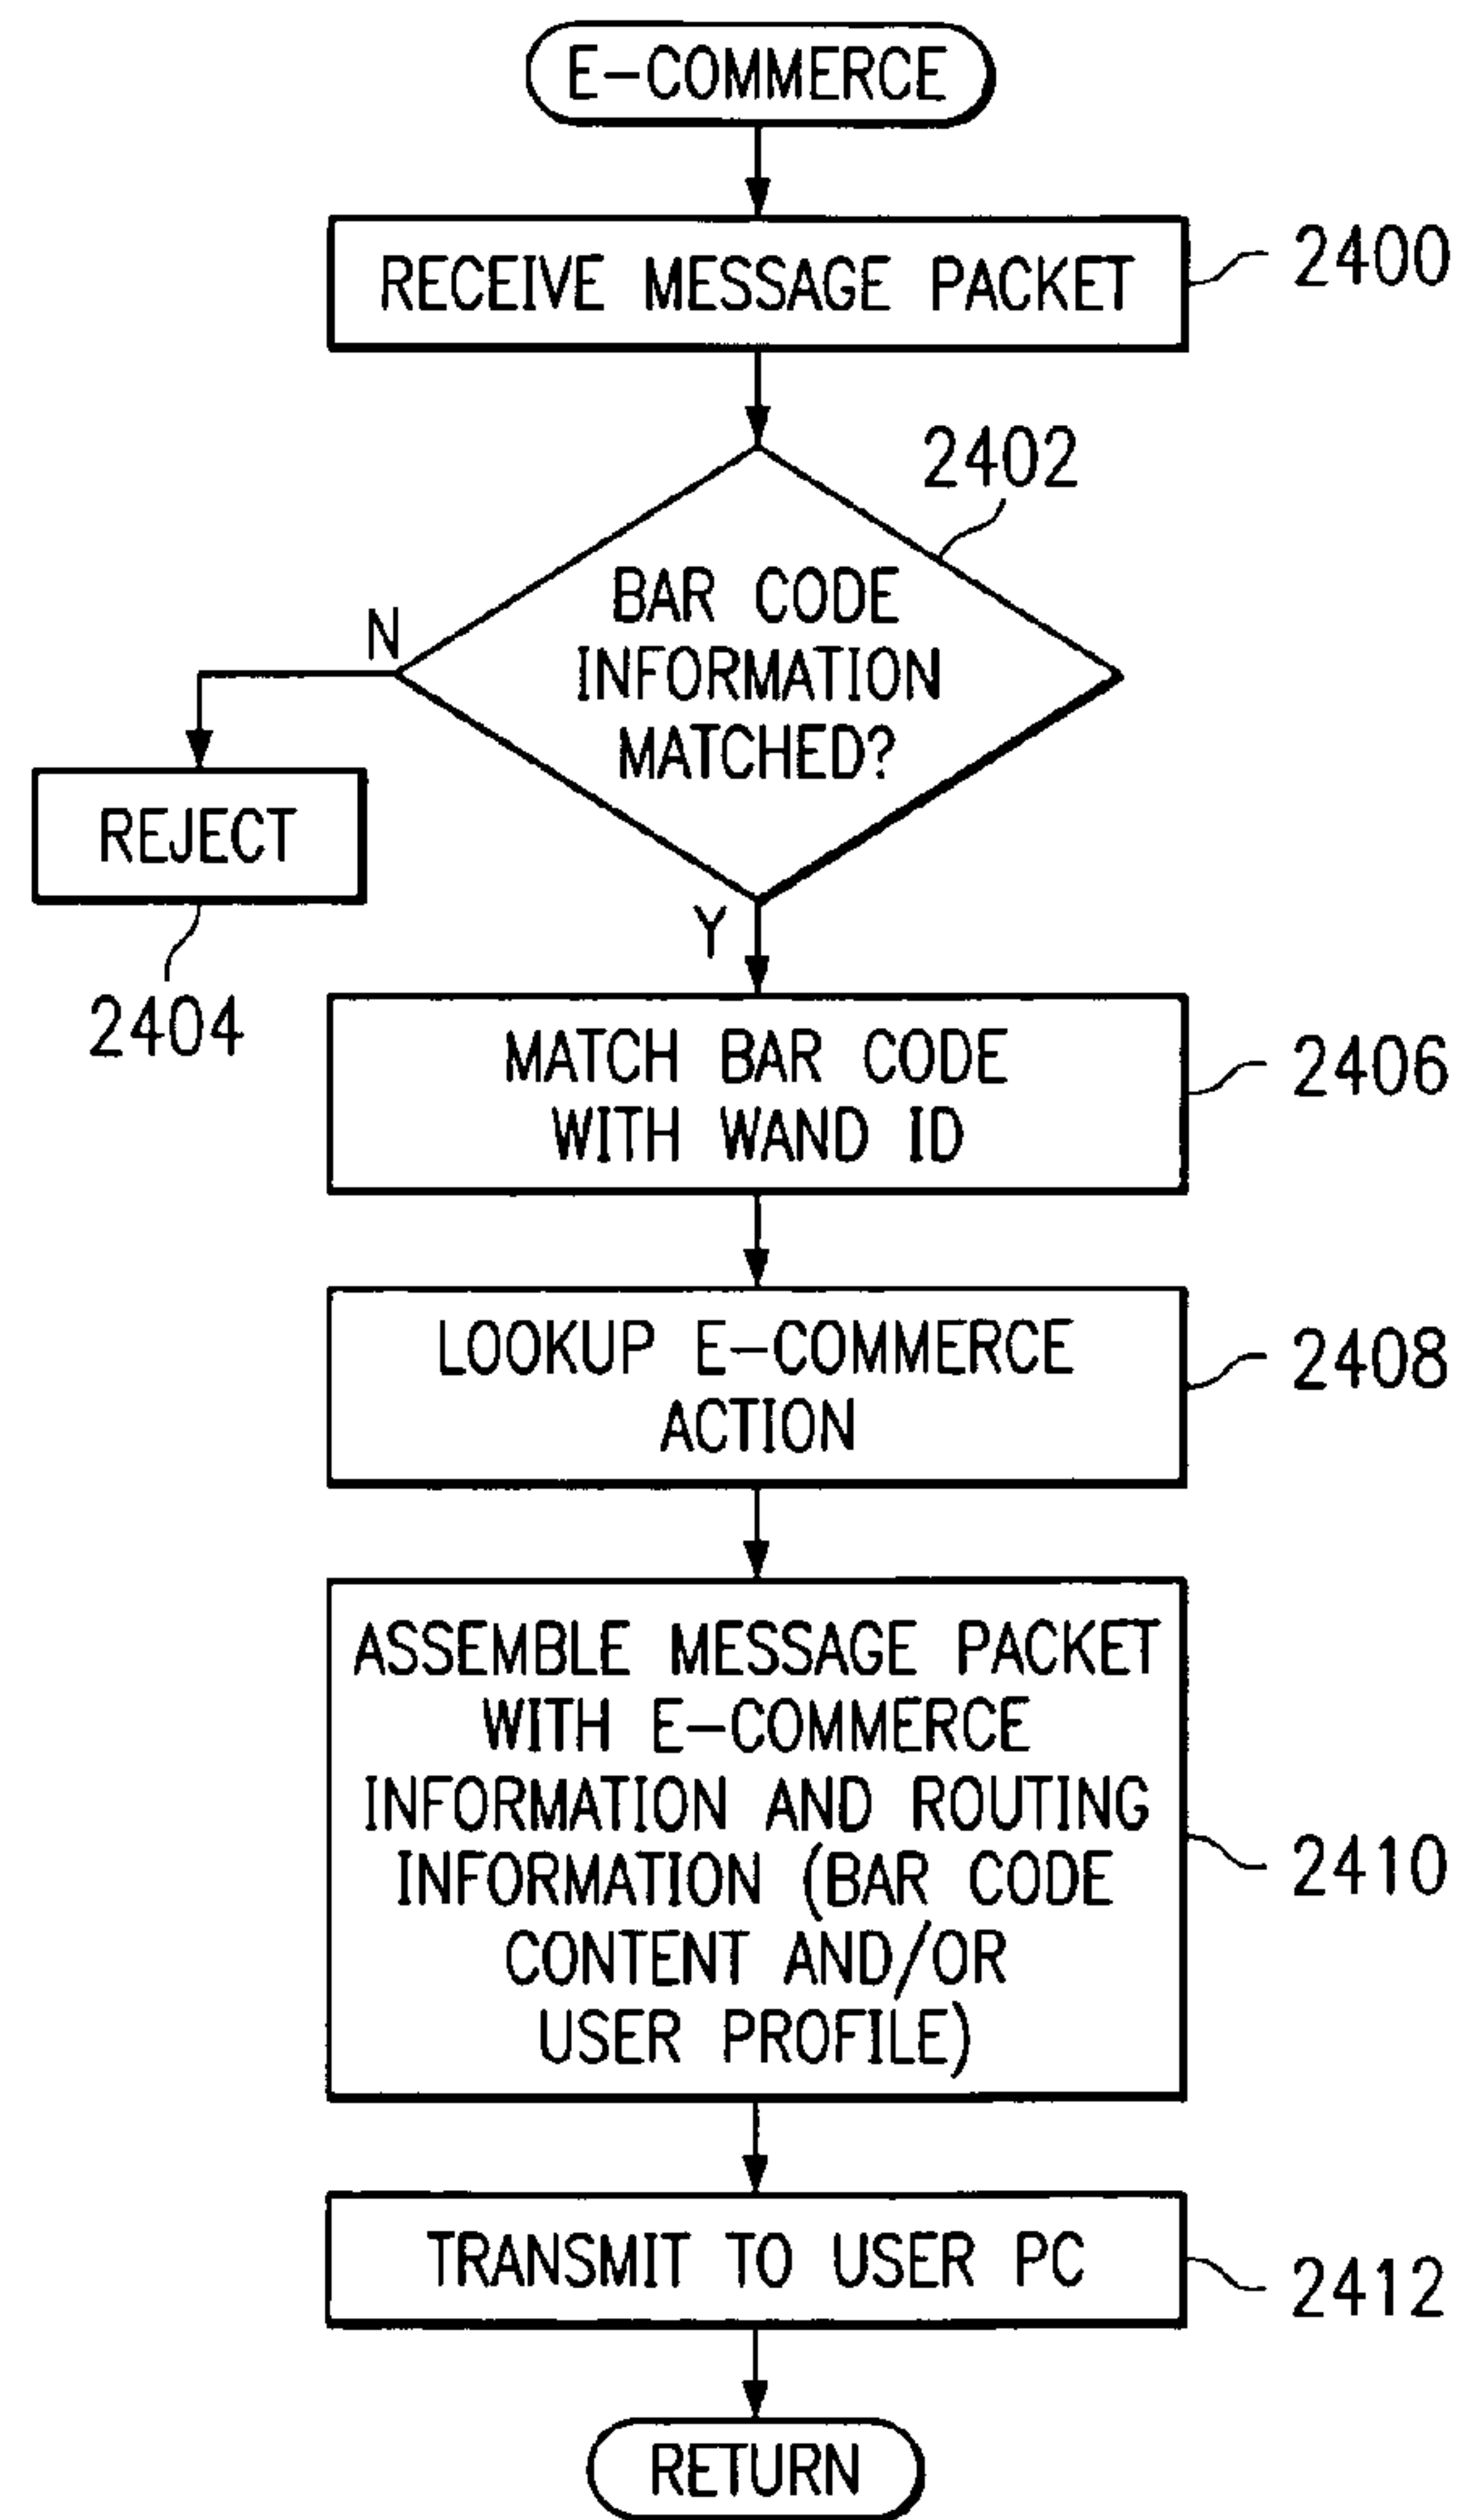 E-COMMERCE
RECEIVE MESSAGE PACKET
2400
2402
BAR CODE
INFORMATION
MATCHED?
N
REJECT
2404
Y
MATCH BAR CODE
WITH WAND ID
2406
LOOKUP E-COMMERCE
ACTION
2408
ASSEMBLE MESSAGE PACKET
WITH E-COMMERCE
INFORMATION AND ROUTING
INFORMATION (BAR CODE
CONTENT AND/OR
USER PROFILE)
2410
TRANSMIT TO USER PC
2412
RETURN